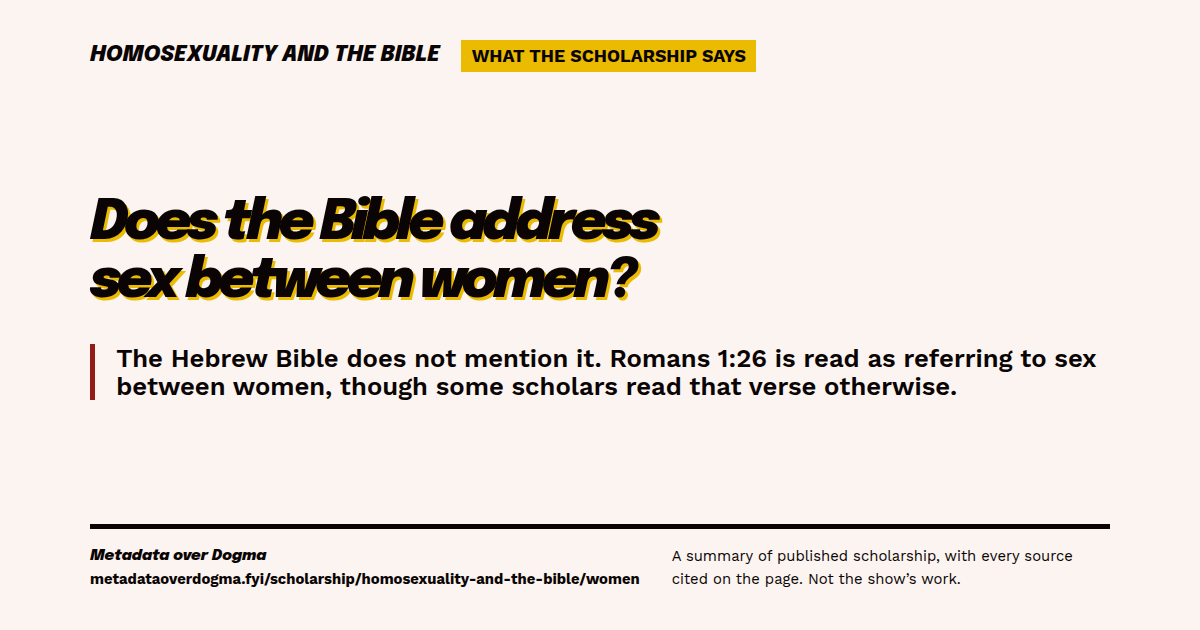 HOMOSEXUALITY AND THE BIBLE
WHAT THE SCHOLARSHIP SAYS
Does the Bible address
sex between women?
The Hebrew Bible does not mention it. Romans 1:26 is read as referring to sex
between women, though some scholars read that verse otherwise.
Metadata over Dogma
metadataoverdogma.fyi/scholarship/homosexuality-and-the-bible/women
A summary of published scholarship, with every source
cited on the page. Not the show’s work.